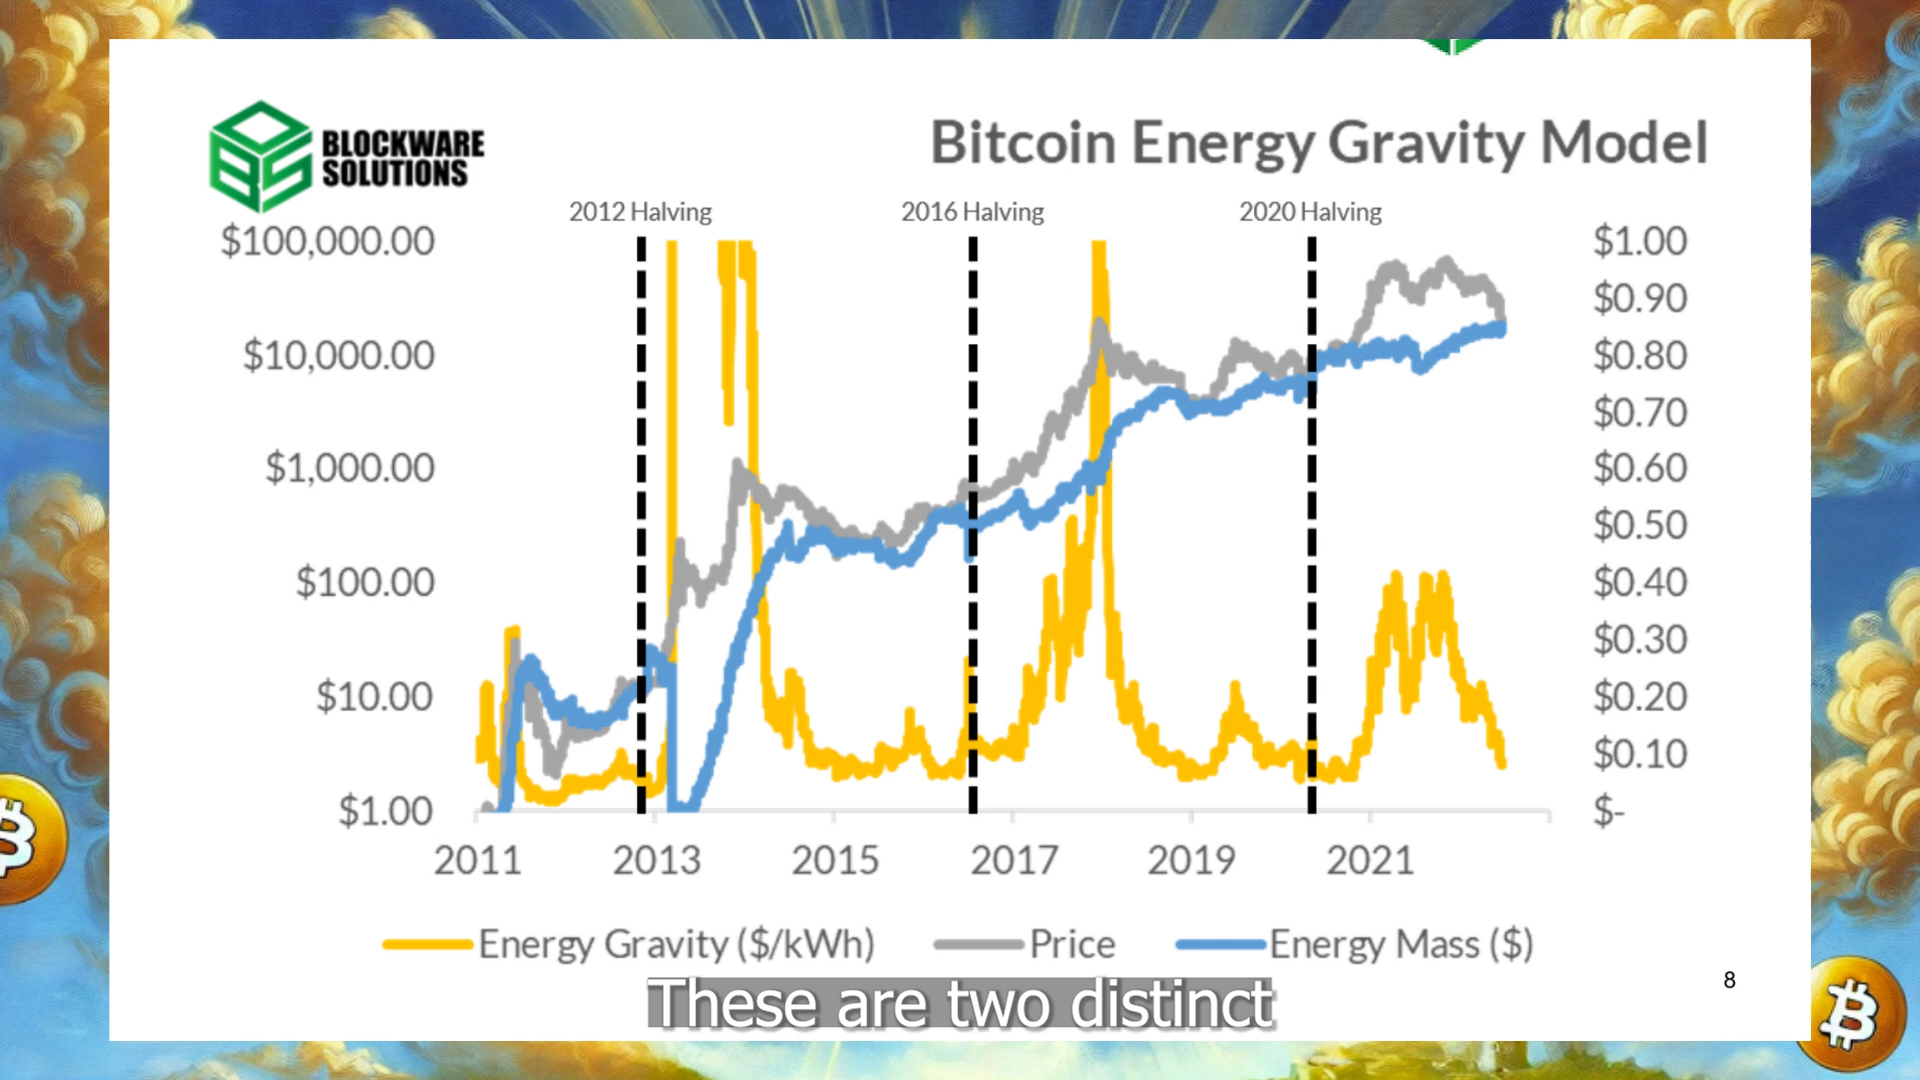 BLOCKWARE
SOLUTIONS
Bitcoin Energy Gravity Model
2012 Halving
2016 Halving
2020 Halving
$100,000.00
$10,000.00
$1,000.00
$100.00
$10.00
$1.00
$1.00
$0.90
$0.80
$0.70
$0.60
$0.50
$0.40
$0.30
$0.20
$0.10
$-
2011 2013 2015 2017 2019 2021
Energy Gravity ($/kWh) Price Energy Mass ($)
8
These are two distinct